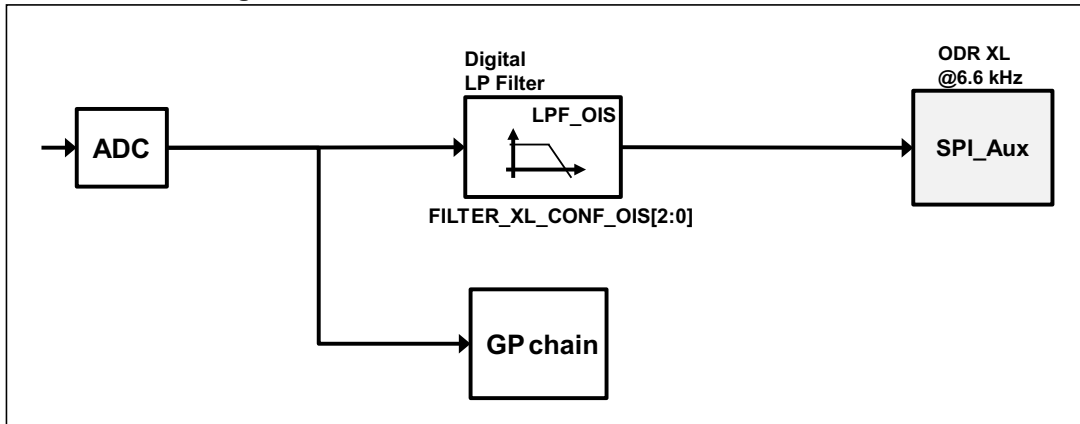 Digital
LP Filter
ODR XL
@6.6 kHz
ADC
LPF_OIS
SPI_Aux
FILTER_XL_CONF_OIS[2:0]
GP chain